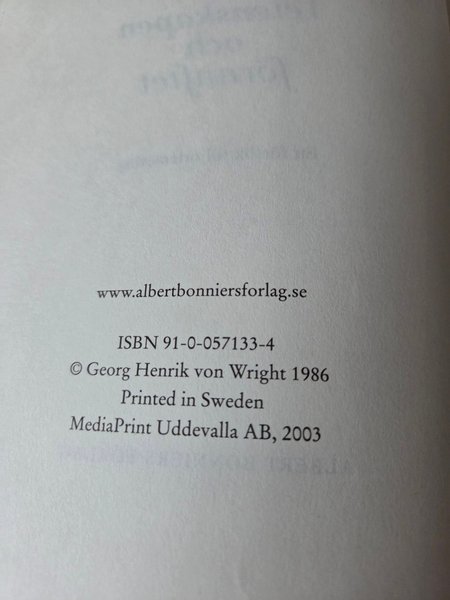 www.albertbonniersforlag.se
ISBN 91-0-057133-4
© Georg Henrik von Wright 1986
Printed in Sweden
MediaPrint Uddevalla AB, 2003